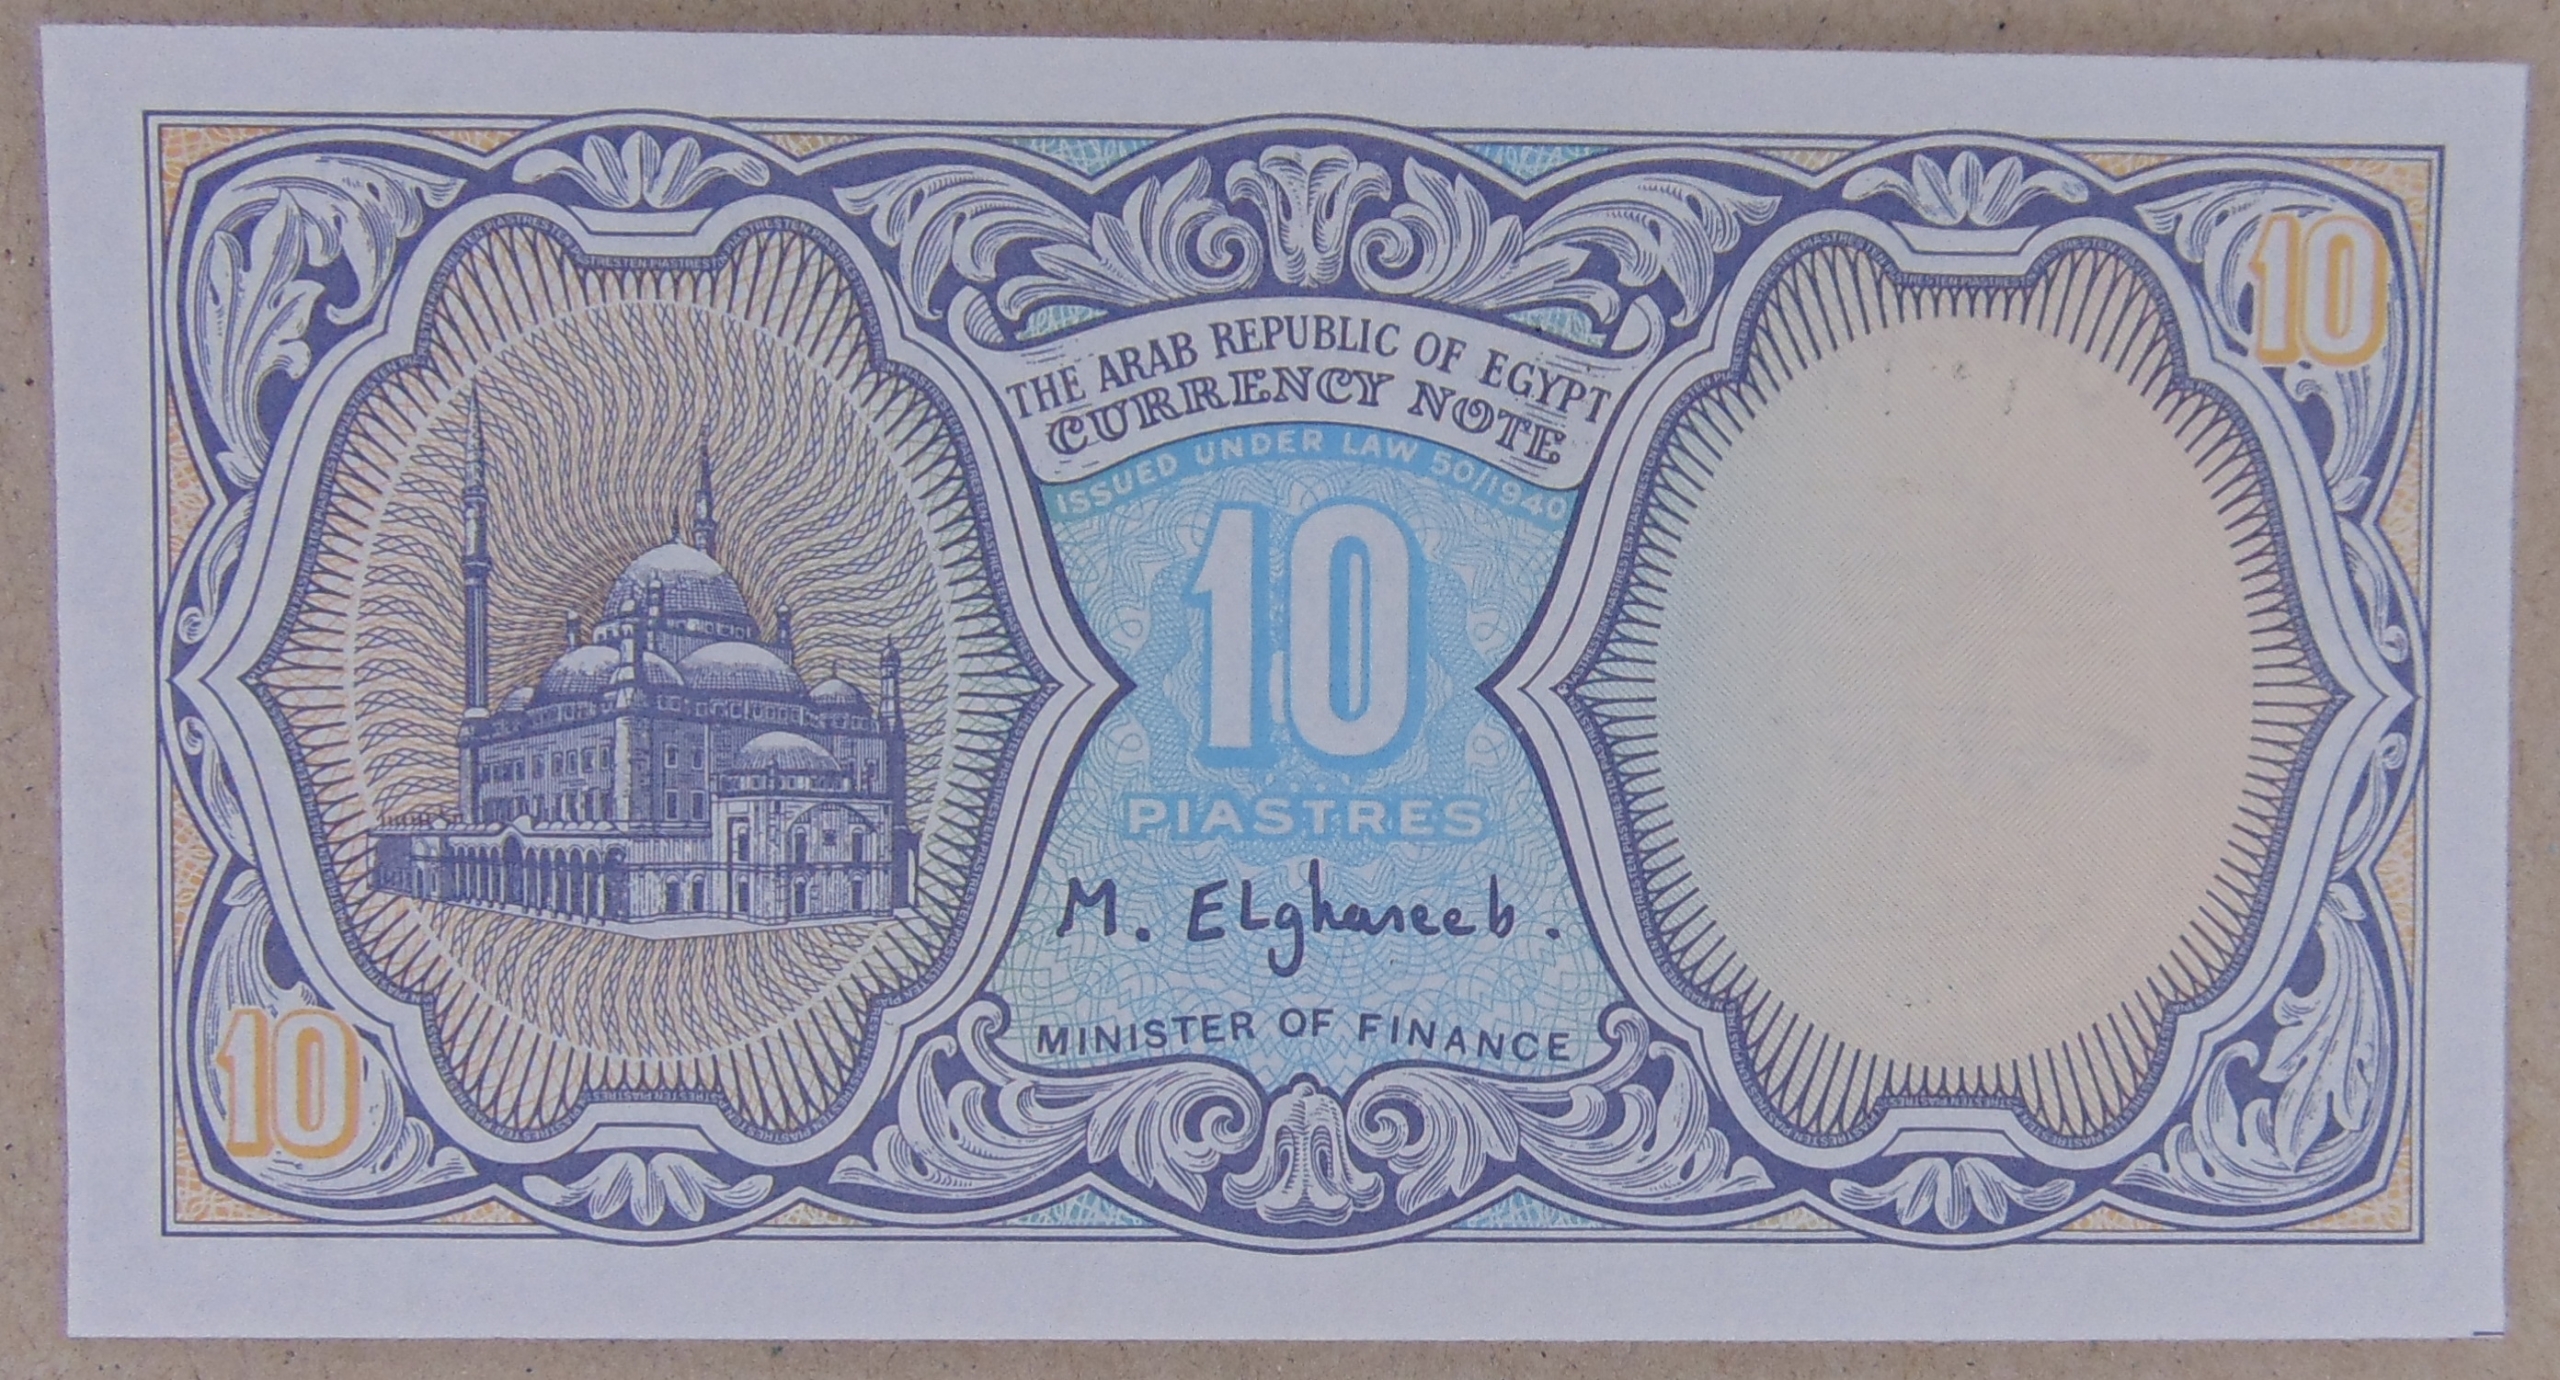 10
THE ARAB REPUBLIC OF EGYPT
CURRENCY NOTE
ISSUED UNDER LAW 50/1940
10
PIASTRES
M. ELghareeb.
MINISTER OF FINANCE
10